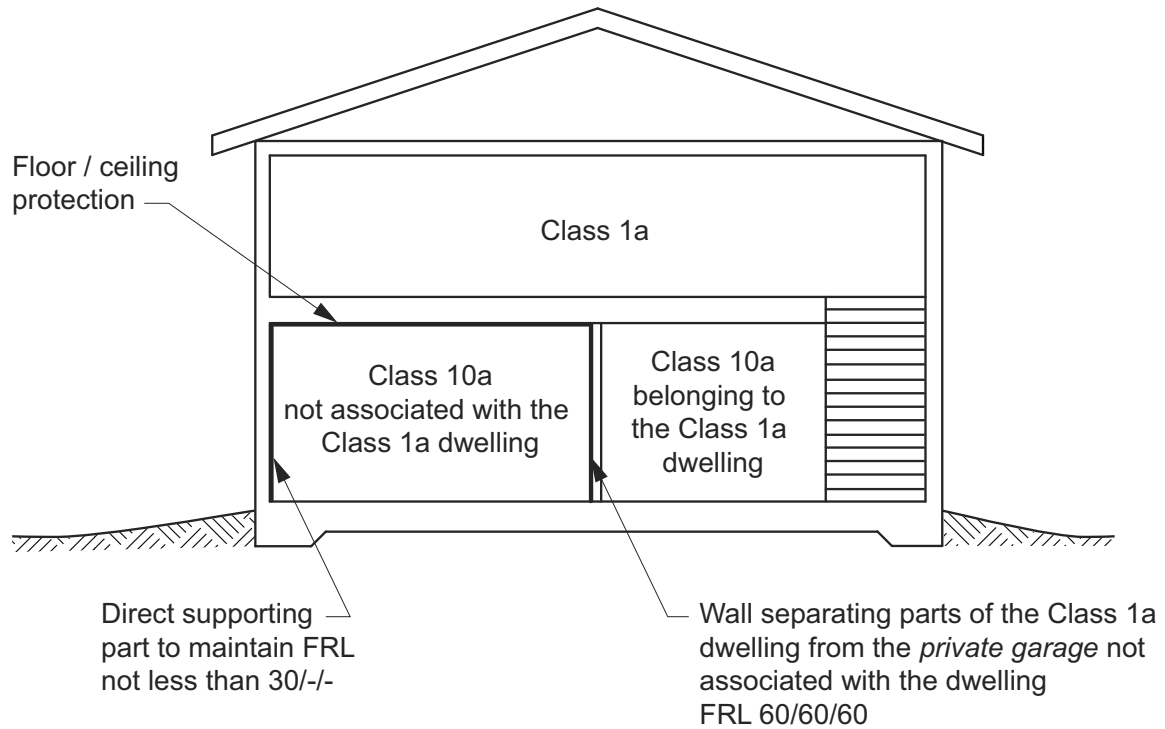 Floor / ceiling
protection
Class 1a
Class 10a
not associated with the
Class 1a dwelling
Class 10a
belonging to
the Class 1a
dwelling
Direct supporting
part to maintain FRL
not less than 30/-/-
Wall separating parts of the Class 1a
dwelling from the private garage not
associated with the dwelling
FRL 60/60/60